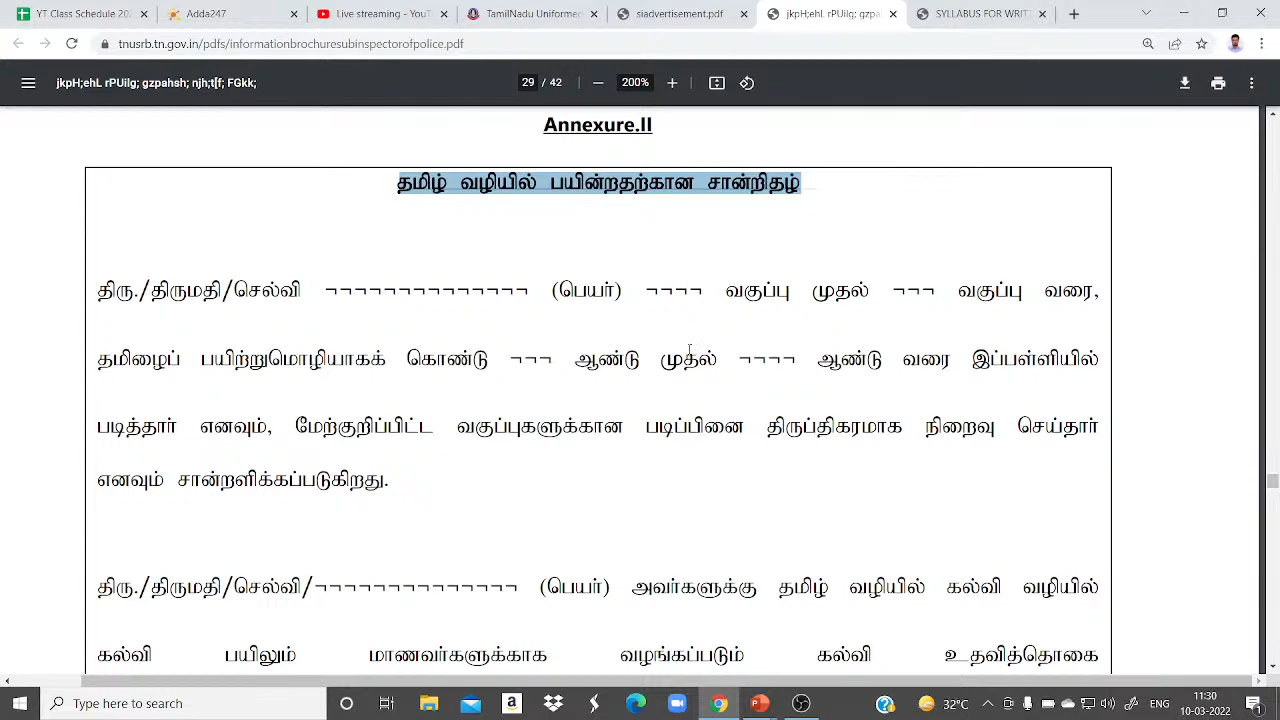 YT Class Schedule 202
Adda247
Live streaming - YouT
TamilNadu Uniformed
siadvertisement.pdf
jkpH;ehL rPUilg; gzpa
SYLLABUS FOR WEB
tnusrb.tn.gov.in/pdfs/informationbrochuresubinspectorofpolice.pdf
jkpH;ehL rPUilg; gzpahsh; njh;t[f; FGkk;
29 / 42
200%
Annexure.II
தமிழ் வழியில் பயின்றதற்கான சான்றிதழ்
திரு./திருமதி/செல்வி ¬¬¬¬¬¬¬¬¬¬¬¬¬¬ (பெயர்) ¬¬¬¬ வகுப்பு முதல் ¬¬¬ வகுப்பு வரை,
தமிழைப் பயிற்றுமொழியாகக் கொண்டு ¬¬¬ ஆண்டு முதல் ¬¬¬¬ ஆண்டு வரை இப்பள்ளியில்
படித்தார் எனவும், மேற்குறிப்பிட்ட வகுப்புகளுக்கான படிப்பினை திருப்திகரமாக நிறைவு செய்தார்
எனவும் சான்றளிக்கப்படுகிறது.
திரு./திருமதி/செல்வி/¬¬¬¬¬¬¬¬¬¬¬¬¬¬ (பெயர்) அவர்களுக்கு தமிழ் வழியில் கல்வி வழியில்
கல்வி பயிலும் மாணவர்களுக்காக வழங்கப்படும் கல்வி உதவித்தொகை
Type here to search
32°C
ENG
11:30
10-03-2022